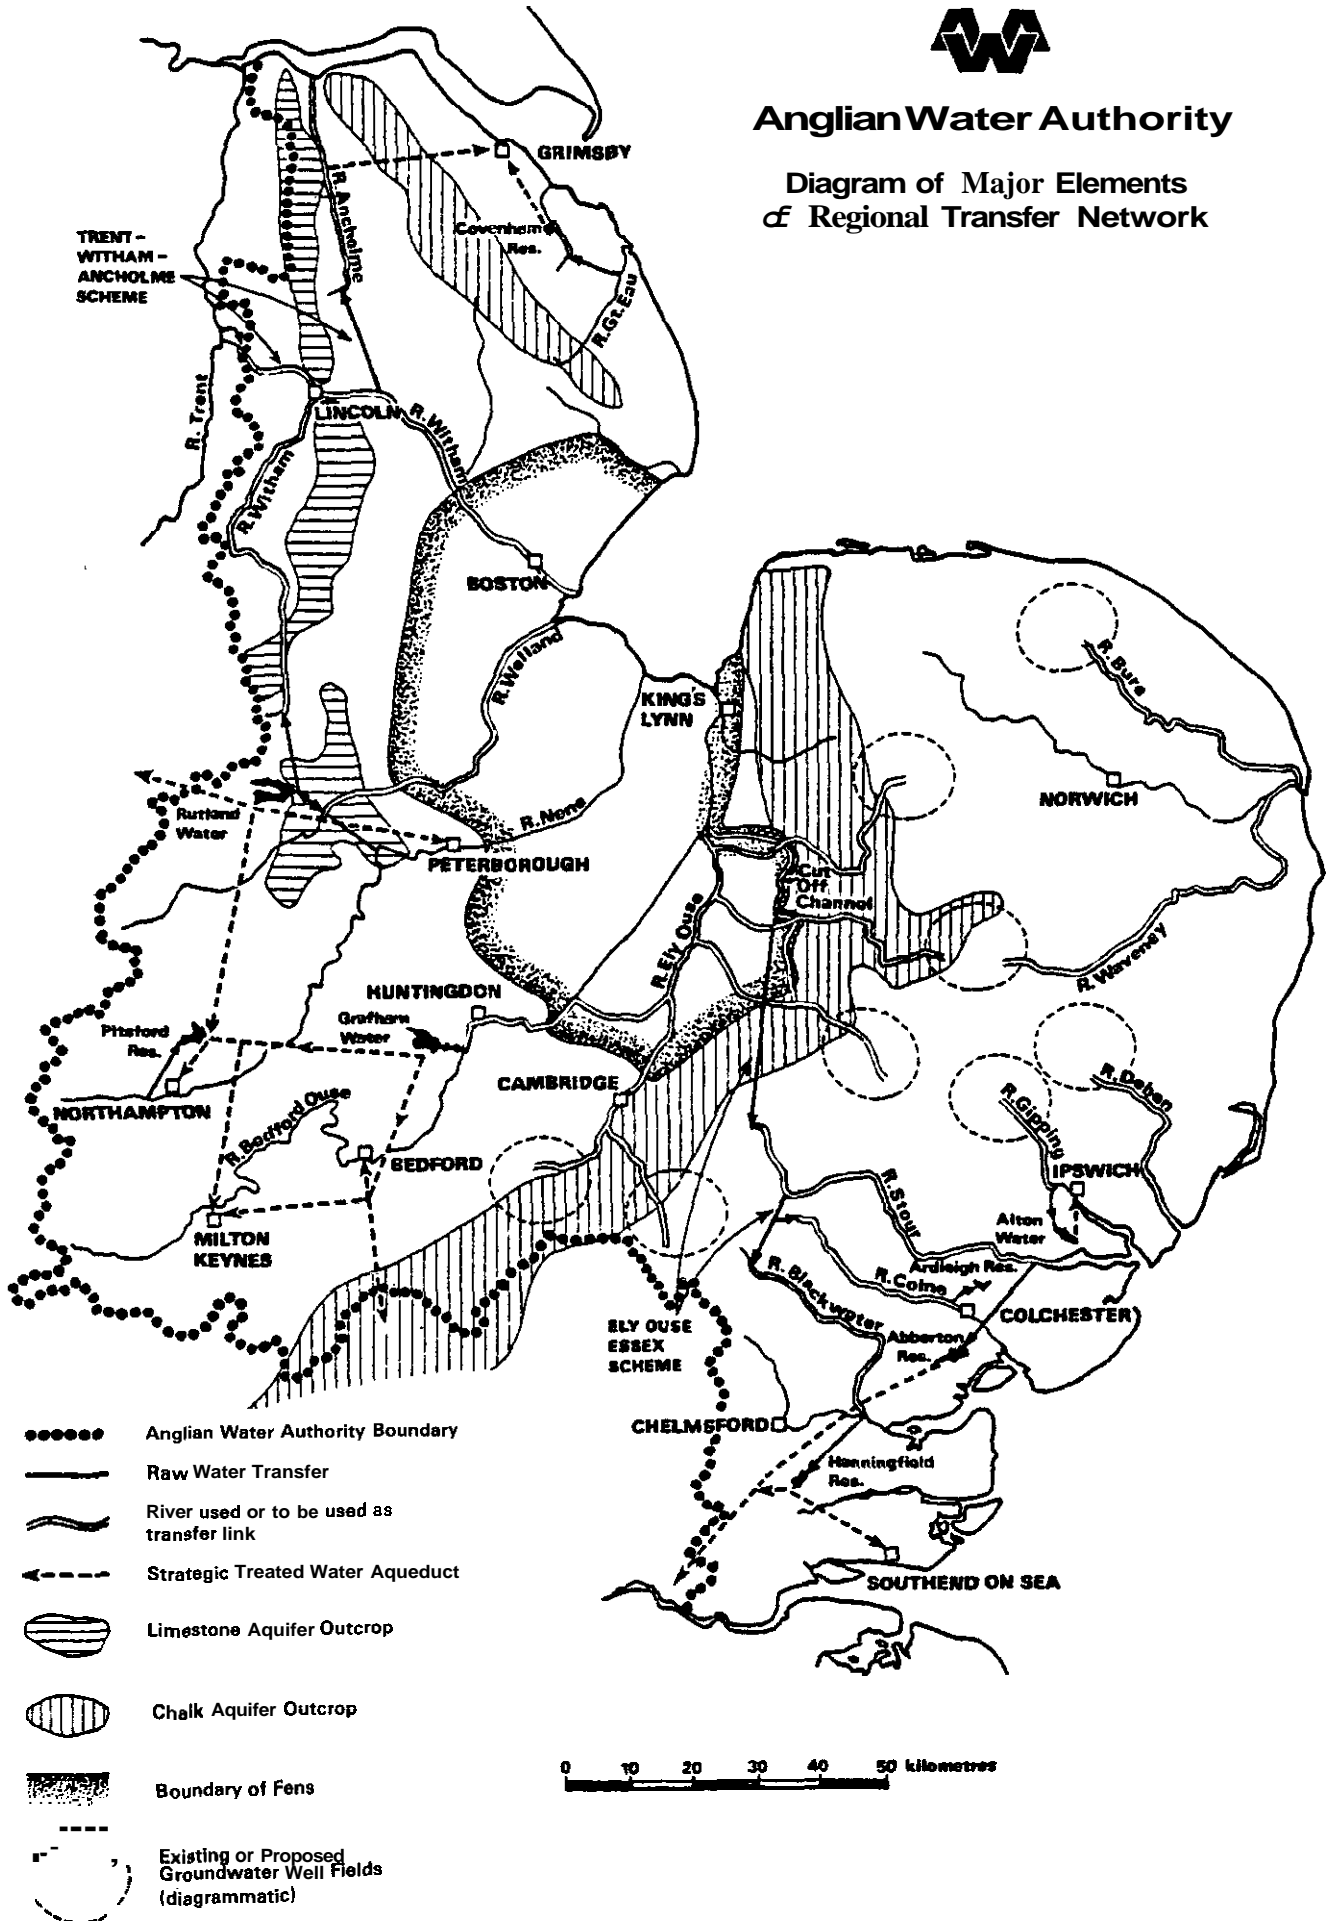 AW
Anglian Water Authority
Diagram of Major Elements
of Regional Transfer Network
GRIMSBY
R. Ancholme
Covenham
Res.
TRENT –
WITHAM –
ANCHOLME
SCHEME
R. Gt. Eau
R. Trent
LINCOLN
R. Witham
R. Witham
BOSTON
R. Welland
KING'S
LYNN
R. Bure
NORWICH
Rutland
Water
R. Nene
PETERBOROUGH
Cut
Off
Channel
R. Ely Ouse
R. Waveney
HUNTINGDON
Pitsford
Res.
Grafham
Water
CAMBRIDGE
NORTHAMPTON
R. Bedford Ouse
BEDFORD
R. Deben
R. Gipping
IPSWICH
R. Stour
Alton
Water
MILTON
KEYNES
Ardleigh Res.
R. Blackwater
R. Colne
COLCHESTER
ELY OUSE
ESSEX
SCHEME
Abberton
Res.
CHELMSFORD
Hanningfield
Res.
SOUTHEND ON SEA
Anglian Water Authority Boundary
Raw Water Transfer
River used or to be used as
transfer link
Strategic Treated Water Aqueduct
Limestone Aquifer Outcrop
Chalk Aquifer Outcrop
0 10 20 30 40 50 kilometres
Boundary of Fens
Existing or Proposed
Groundwater Well Fields
(diagrammatic)